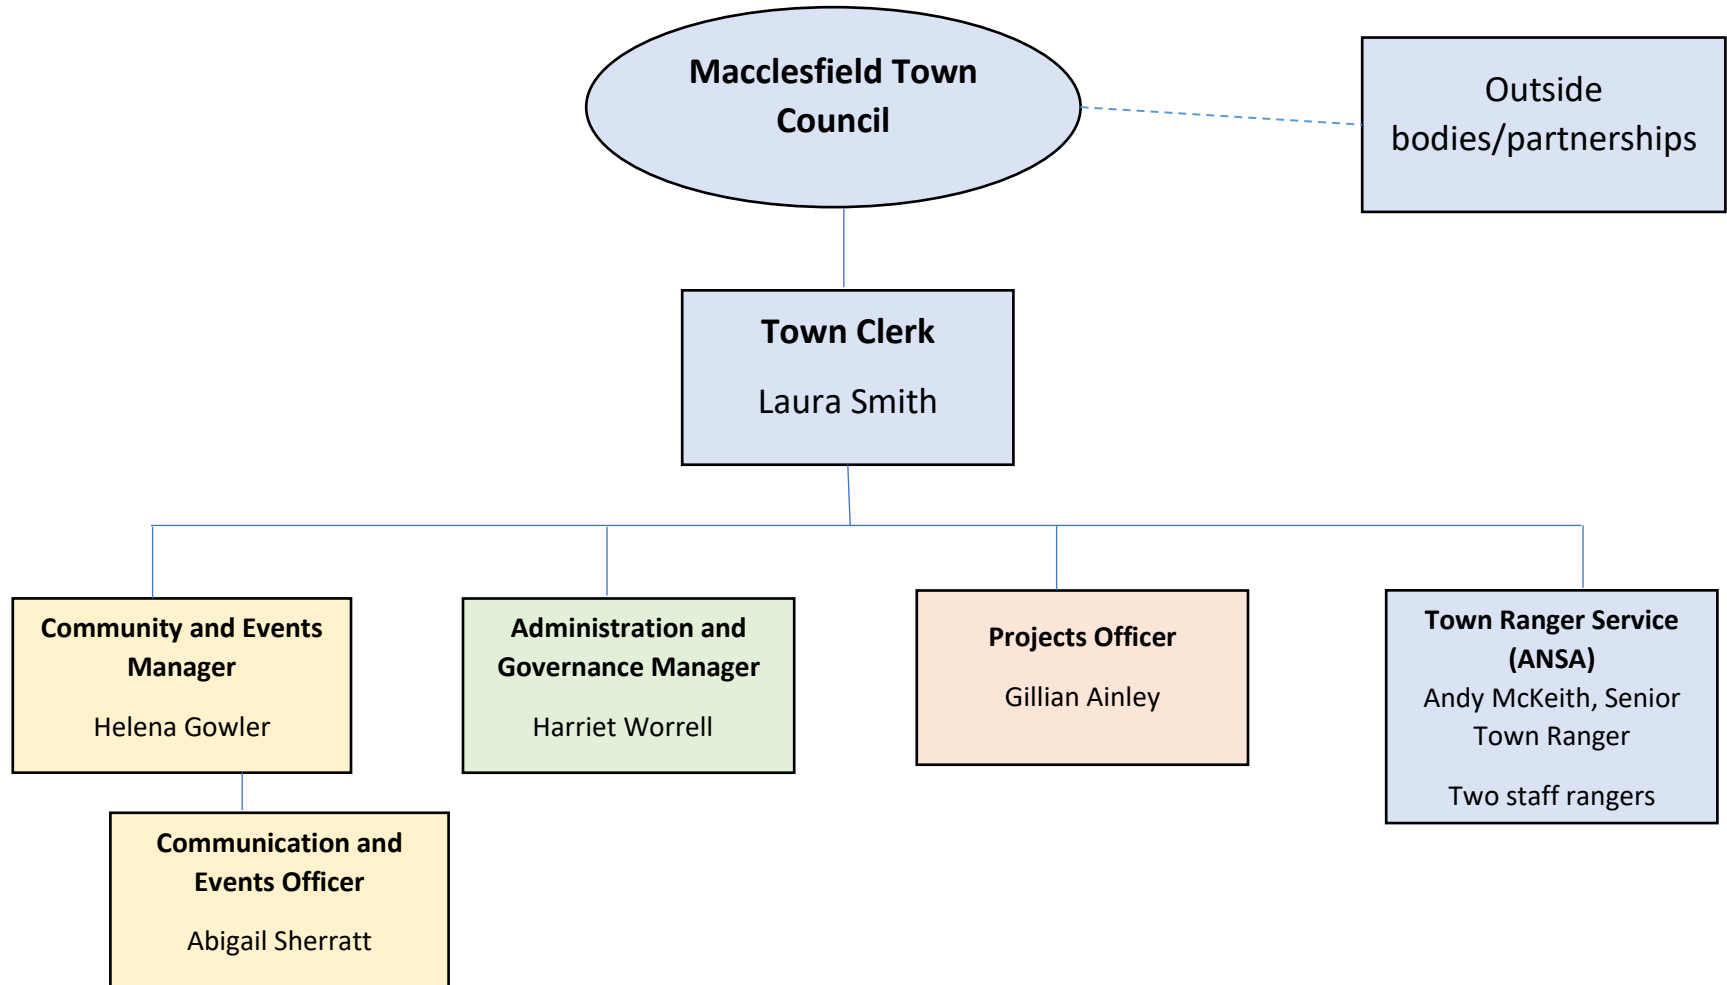 Macclesfield Town
Council
Outside
bodies/partnerships
Town Clerk
Laura Smith
Community and Events
Manager
Helena Gowler
Administration and
Governance Manager
Harriet Worrell
Projects Officer
Gillian Ainley
Town Ranger Service
(ANSA)
Andy McKeith, Senior
Town Ranger
Two staff rangers
Communication and
Events Officer
Abigail Sherratt